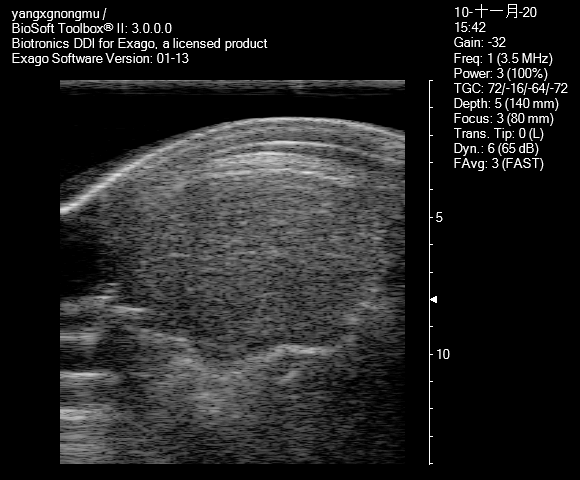 yangxgnongmu /
BioSoft Toolbox® II: 3.0.0.0
Biotronics DDI for Exago, a licensed product
Exago Software Version: 01-13
10-十一月-20
15:42
Gain: -32
Freq: 1 (3.5 MHz)
Power: 3 (100%)
TGC: 72/-16/-64/-72
Depth: 5 (140 mm)
Focus: 3 (80 mm)
Trans. Tip: 0 (L)
Dyn.: 6 (65 dB)
FAvg: 3 (FAST)
5
10